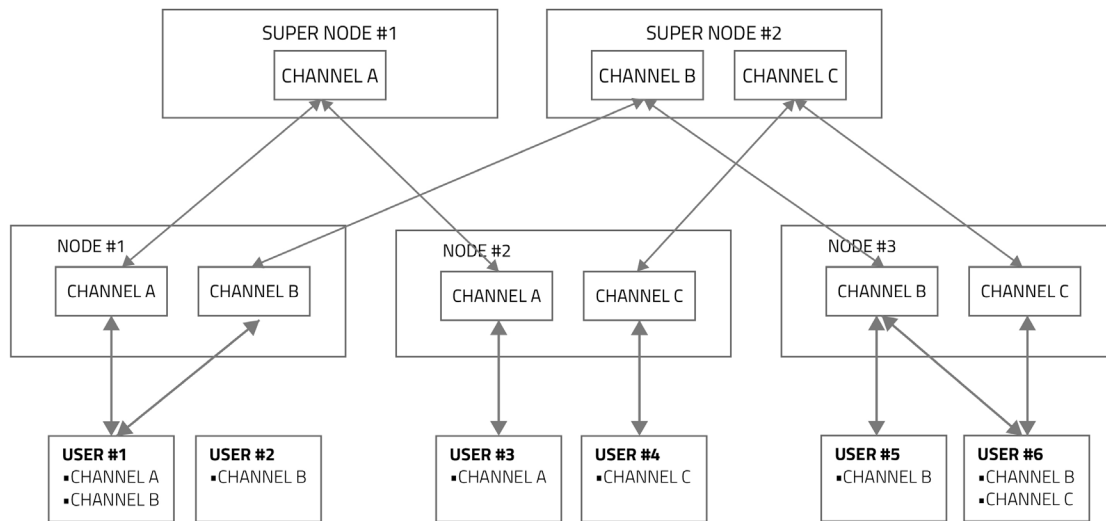 SUPER NODE #1
CHANNEL A
SUPER NODE #2
CHANNEL B
CHANNEL C
NODE #1
CHANNEL A
CHANNEL B
NODE #2
CHANNEL A
CHANNEL C
NODE #3
CHANNEL B
CHANNEL C
USER #1
▪CHANNEL A
▪CHANNEL B
USER #2
▪CHANNEL B
USER #3
▪CHANNEL A
USER #4
▪CHANNEL C
USER #5
▪CHANNEL B
USER #6
▪CHANNEL B
▪CHANNEL C